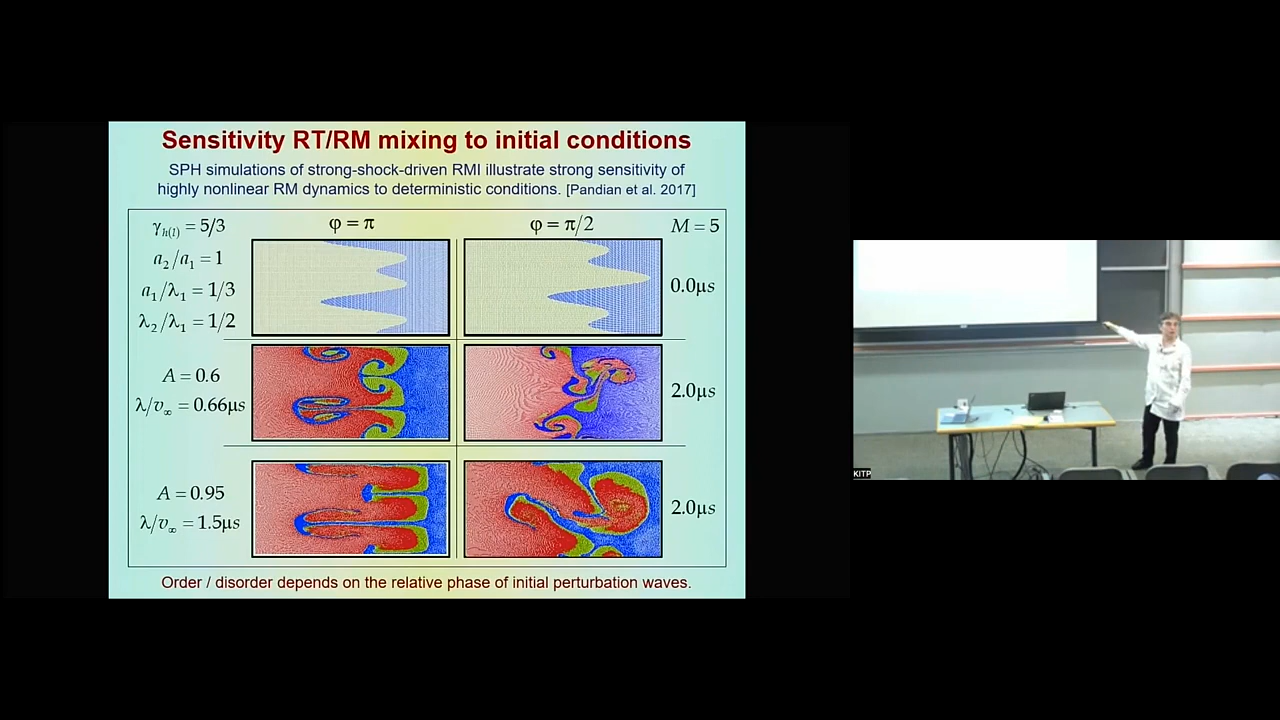 Sensitivity RT/RM mixing to initial conditions
SPH simulations of strong-shock-driven RMI illustrate strong sensitivity of
highly nonlinear RM dynamics to deterministic conditions. [Pandian et al. 2017]
γh(l) = 5/3
φ = π
φ = π/2
M = 5
a₂/a₁ = 1
a₁/λ₁ = 1/3
0.0μs
λ₂/λ₁ = 1/2
A = 0.6
2.0μs
λ/v∞ = 0.66μs
A = 0.95
2.0μs
λ/v∞ = 1.5μs
Order / disorder depends on the relative phase of initial perturbation waves.
KITP